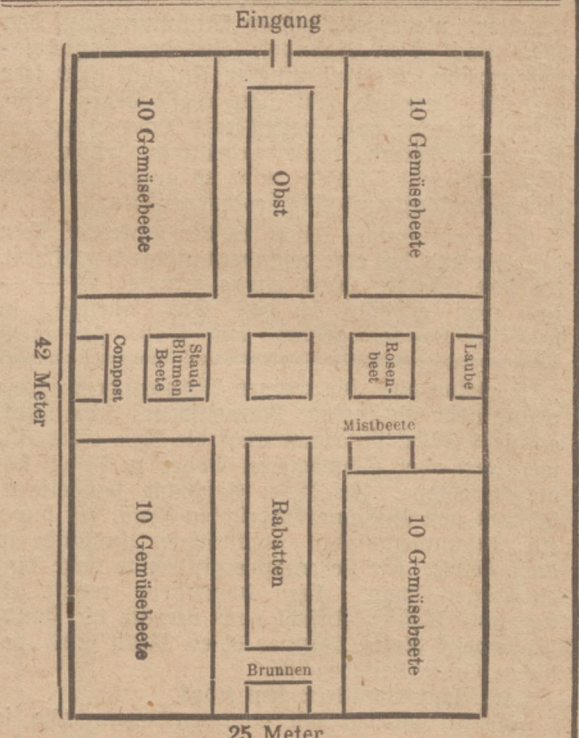 Eingang
10 Gemüsebeete
Obst
10 Gemüsebeete
42 Meter
Compost
Staud.
Blumen
Beete
Rosen-
beet
Laube
Mistbeete
10 Gemüsebeete
Rabatten
10 Gemüsebeete
Brunnen
25 Meter